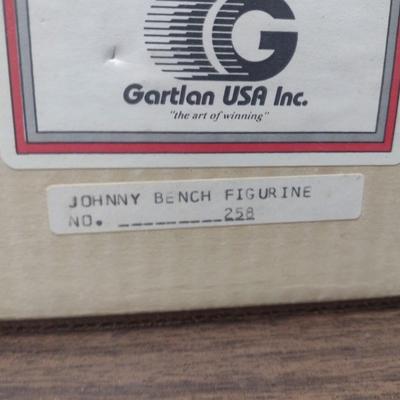 G
Gartlan USA Inc.
"the art of winning"
JOHNNY BENCH FIGURINE
NO. _________258